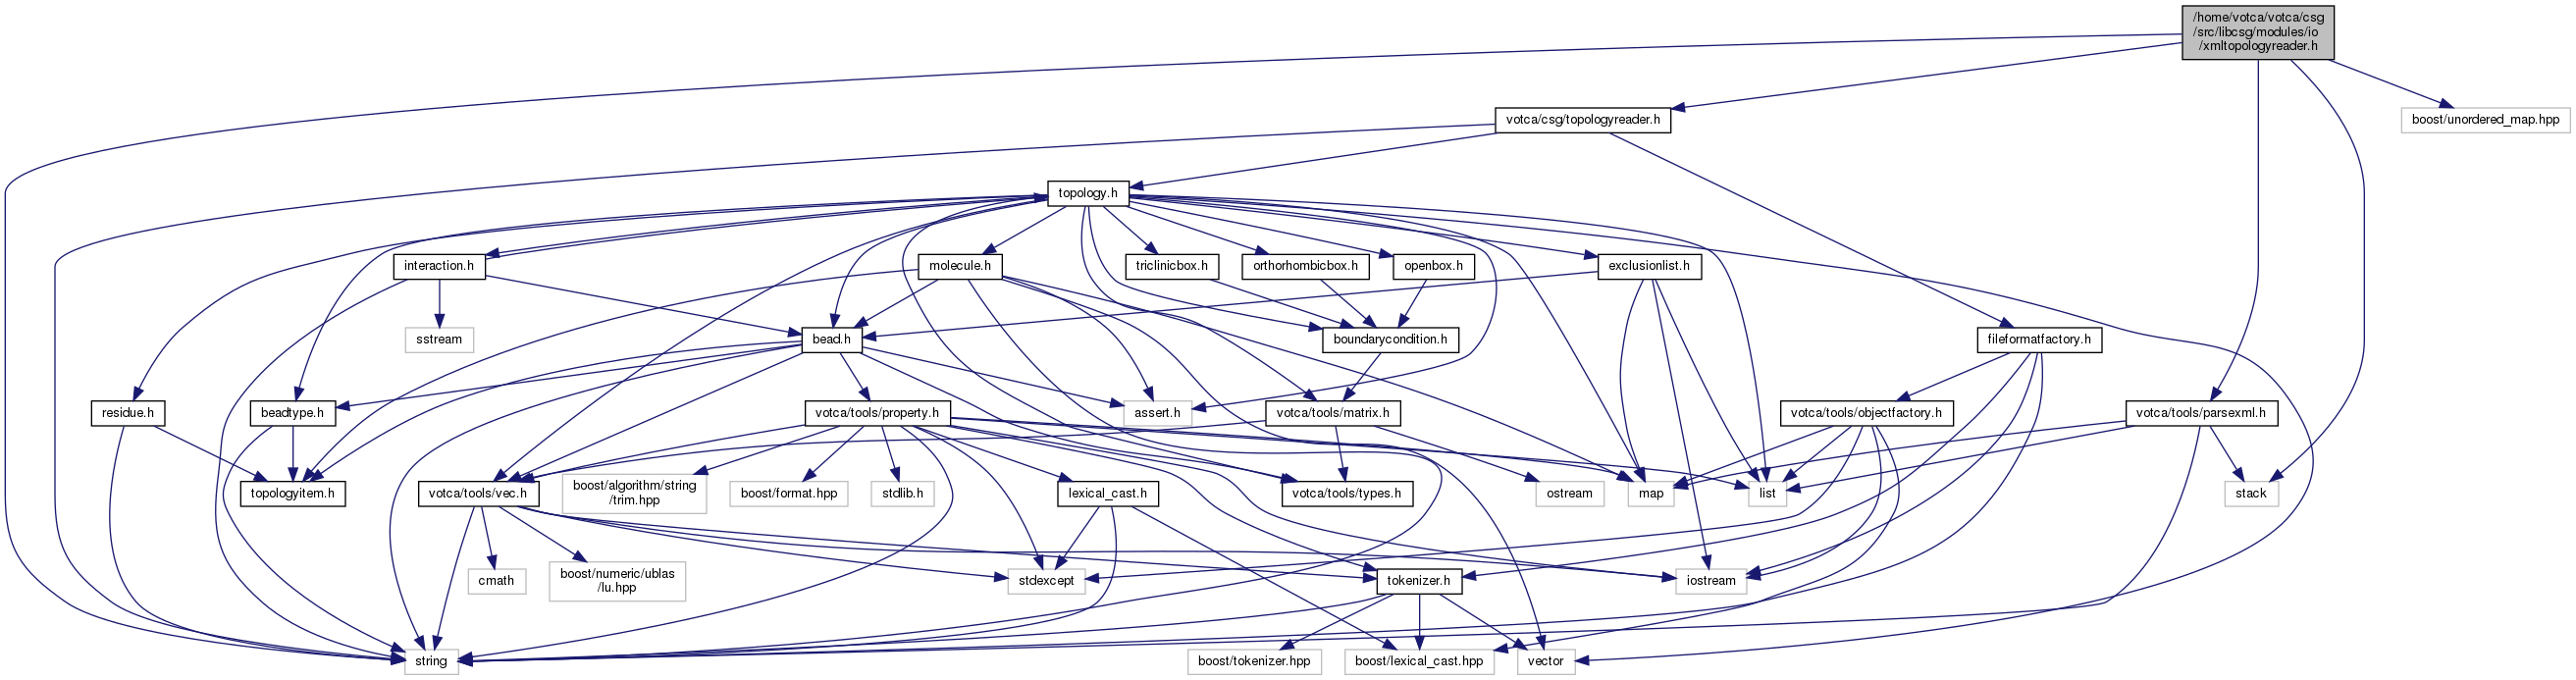 /home/votca/votca/csg
/src/libcsg/modules/io
/xmltopologyreader.h
votca/csg/topologyreader.h
boost/unordered_map.hpp
topology.h
interaction.h
molecule.h
triclinicbox.h
orthorhombicbox.h
openbox.h
exclusionlist.h
sstream
bead.h
boundarycondition.h
fileformatfactory.h
residue.h
beadtype.h
votca/tools/property.h
assert.h
votca/tools/matrix.h
votca/tools/objectfactory.h
votca/tools/parsexml.h
topologyitem.h
votca/tools/vec.h
boost/algorithm/string
/trim.hpp
boost/format.hpp
stdlib.h
lexical_cast.h
votca/tools/types.h
ostream
map
list
stack
cmath
boost/numeric/ublas
/lu.hpp
stdexcept
tokenizer.h
iostream
string
boost/tokenizer.hpp
boost/lexical_cast.hpp
vector